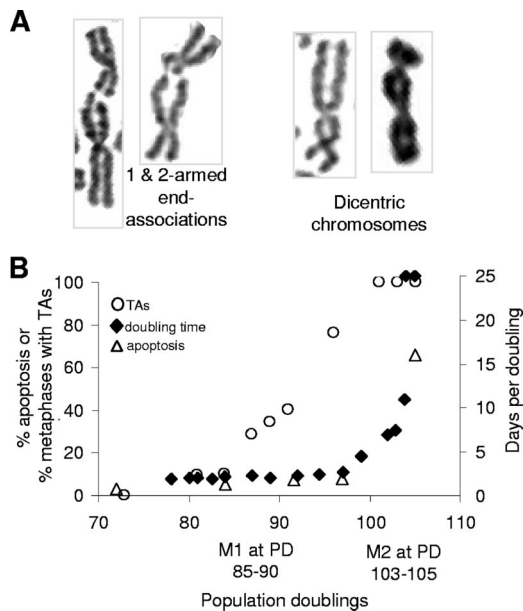 A
1 & 2-armed
end-
associations
Dicentric
chromosomes
B
% apoptosis or
% metaphases with TAs
100
80
60
40
20
0
TAs
doubling time
apoptosis
25
20
15
10
5
0
Days per doubling
70
80
90
100
110
M1 at PD
85-90
M2 at PD
103-105
Population doublings